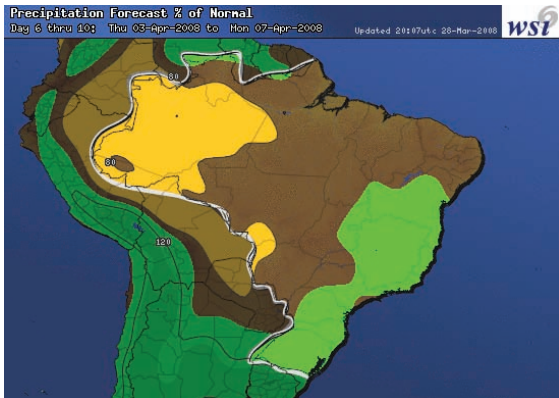 Precipitation Forecast % of Normal
Day 6 thru 10: Thu 03-Apr-2008 to Mon 07-Apr-2008
Updated 20:07utc 28-Mar-2008
wsi
80
80
120